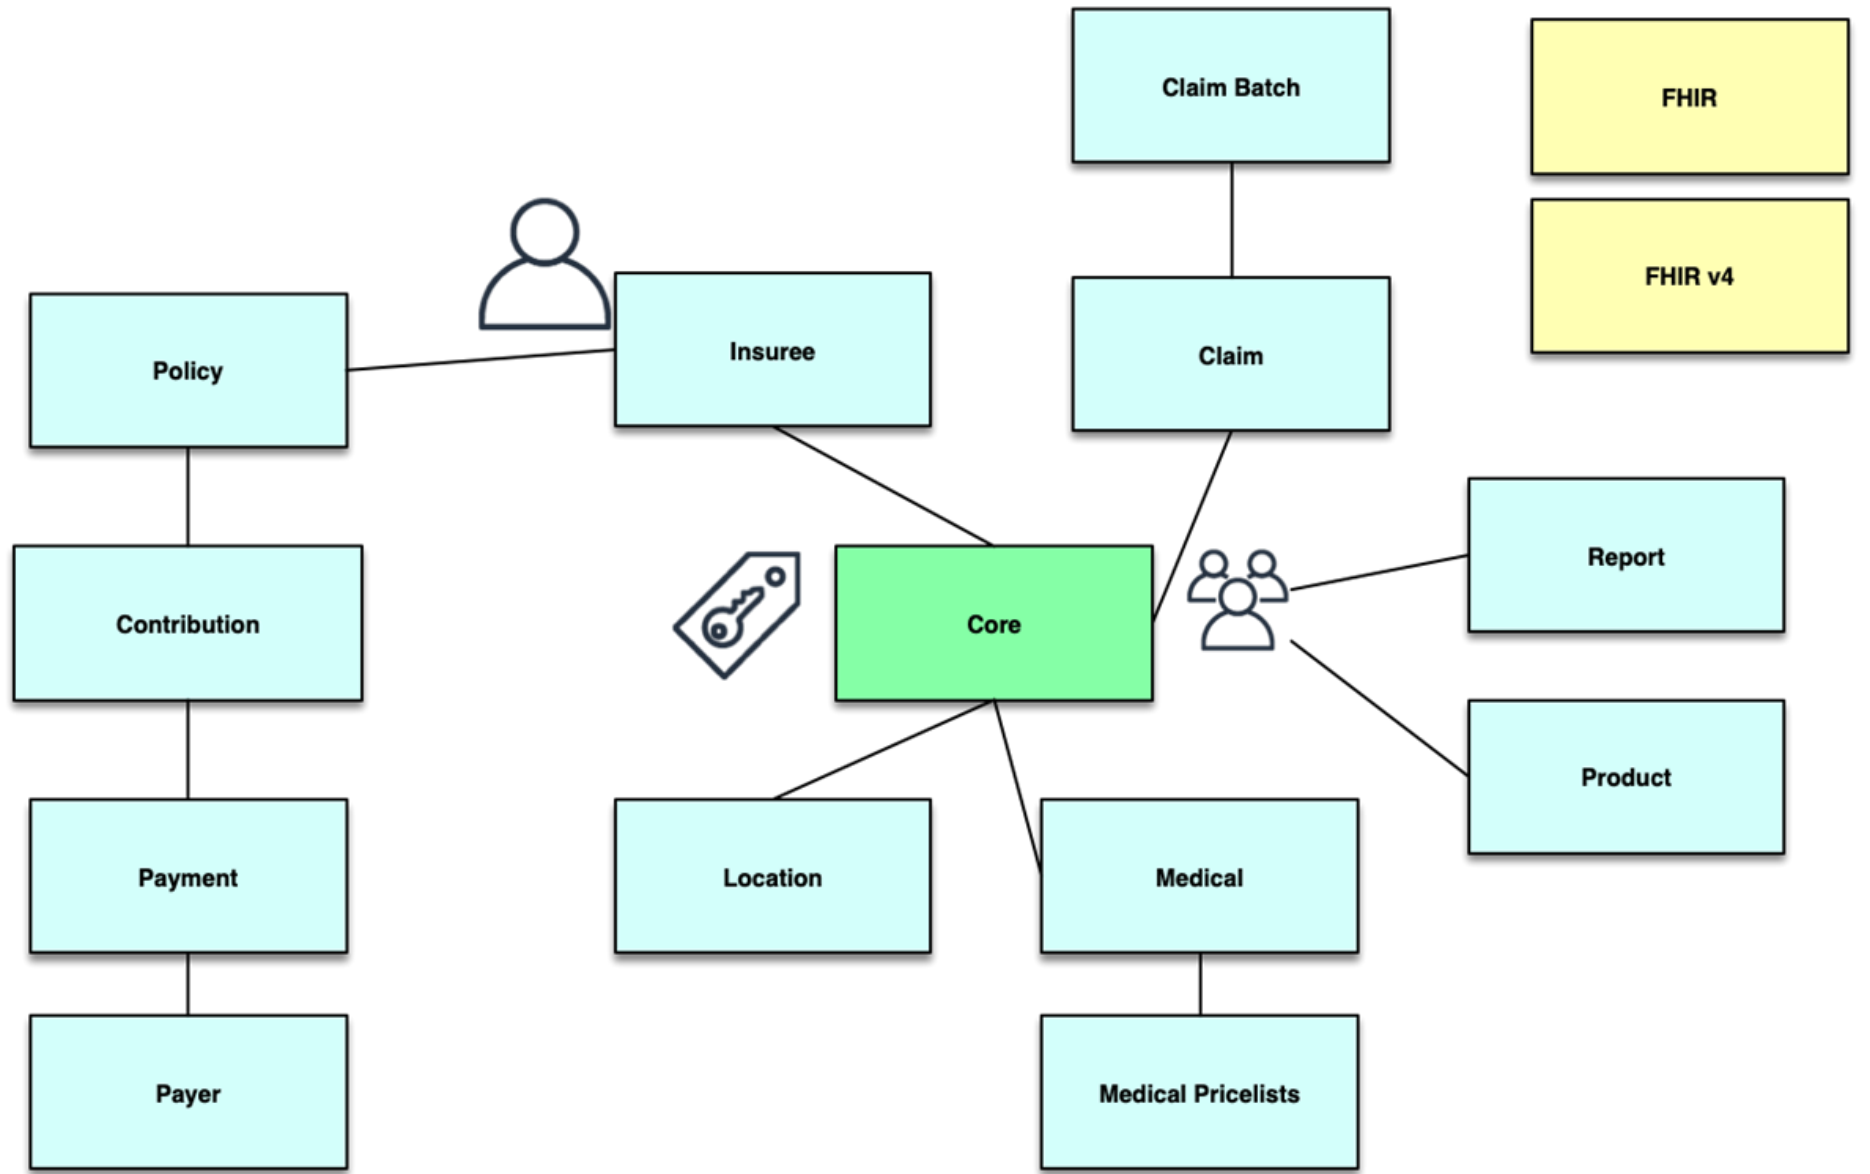 Claim Batch
FHIR
FHIR v4
Policy
Insuree
Claim
Contribution
Core
Report
Product
Payment
Location
Medical
Payer
Medical Pricelists